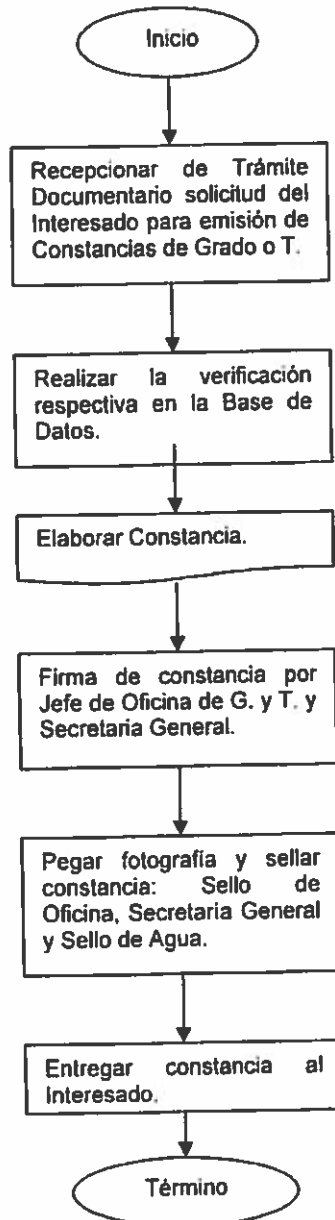 Inicio
Recepcionar de Trámite
Documentario solicitud del
Interesado para emisión de
Constancias de Grado o T.
Realizar la verificación
respectiva en la Base de
Datos.
Elaborar Constancia.
Firma de constancia por
Jefe de Oficina de G. y T. y
Secretaria General.
Pegar fotografía y sellar
constancia: Sello de
Oficina, Secretaria General
y Sello de Agua.
Entregar constancia al
Interesado.
Término